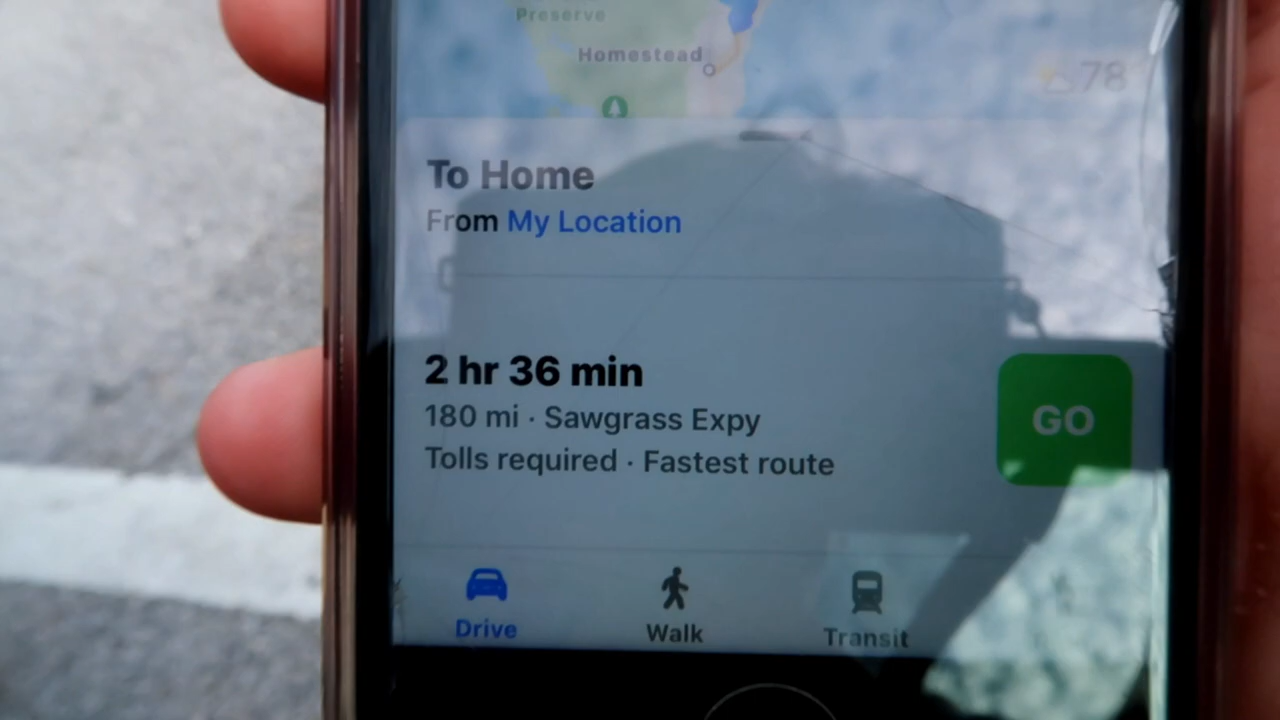 Preserve
Homestead
78
To Home
From My Location
2 hr 36 min
180 mi · Sawgrass Expy
Tolls required · Fastest route
GO
Drive
Walk
Transit